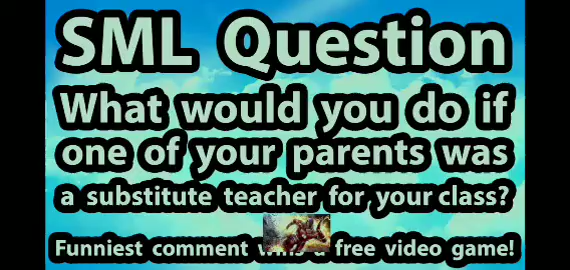 SML Question
What would you do if
one of your parents was
a substitute teacher for your class?
Funniest comment free video game!